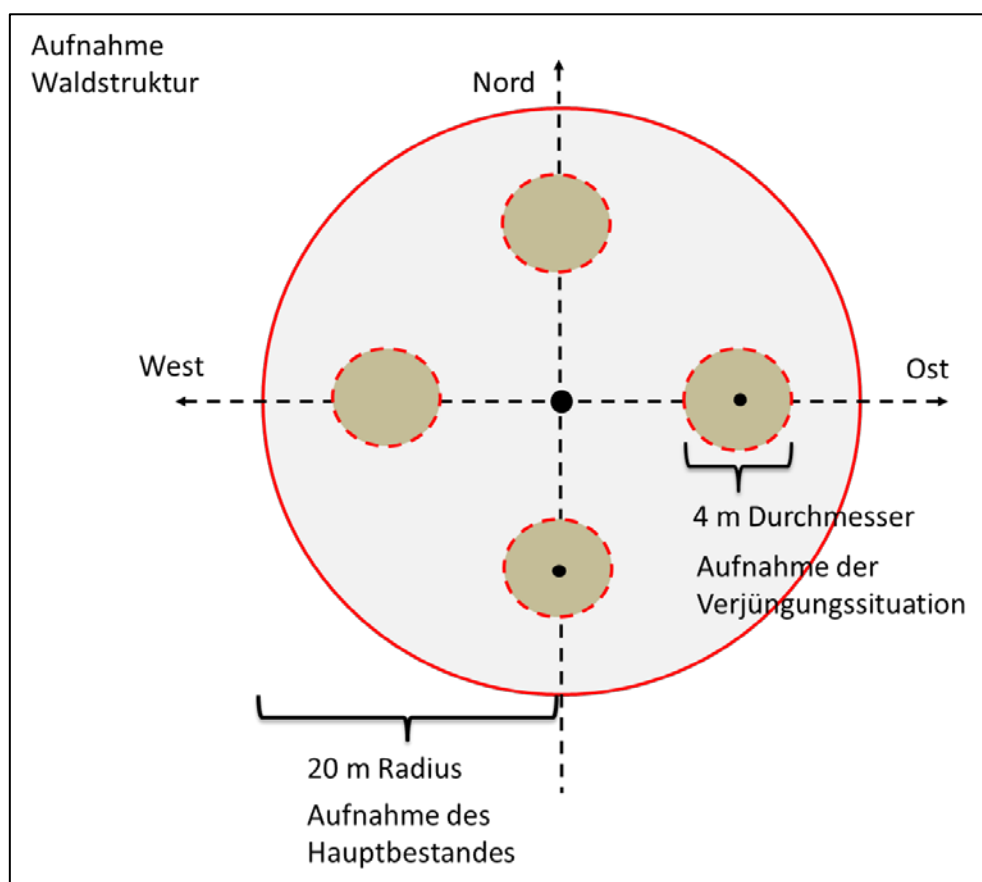 Aufnahme
Waldstruktur
Nord
West
Ost
4 m Durchmesser
Aufnahme der
Verjüngungssituation
20 m Radius
Aufnahme des
Hauptbestandes